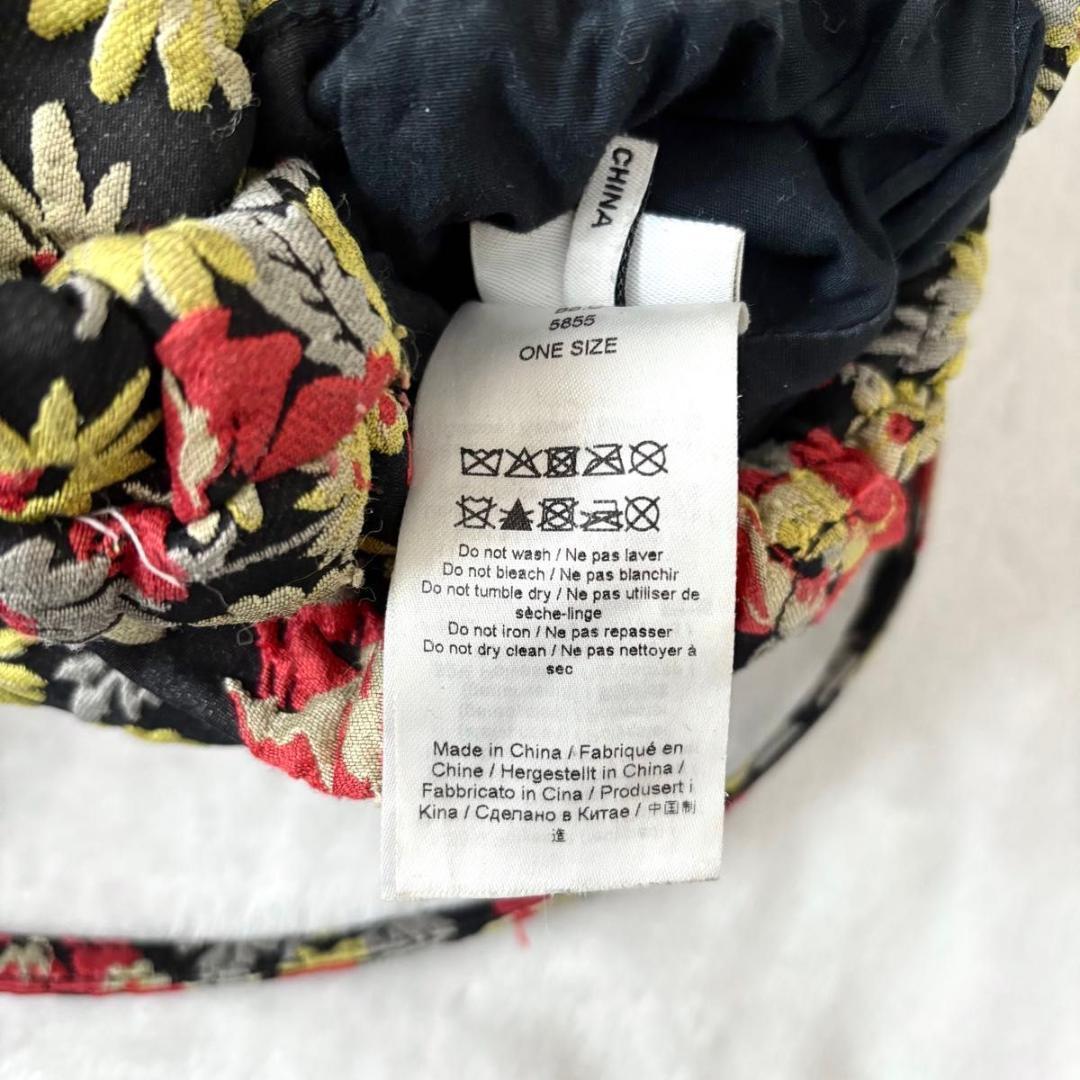 CHINA
5855
ONE SIZE
Do not wash / Ne pas laver
Do not bleach / Ne pas blanchir
Do not tumble dry / Ne pas utiliser de
sèche-linge
Do not iron / Ne pas repasser
Do not dry clean / Ne pas nettoyer à
sec
Made in China / Fabriqué en
Chine / Hergestellt in China /
Fabbricato in Cina / Produsert i
Kina / Сделано в Китае / 中国制
造